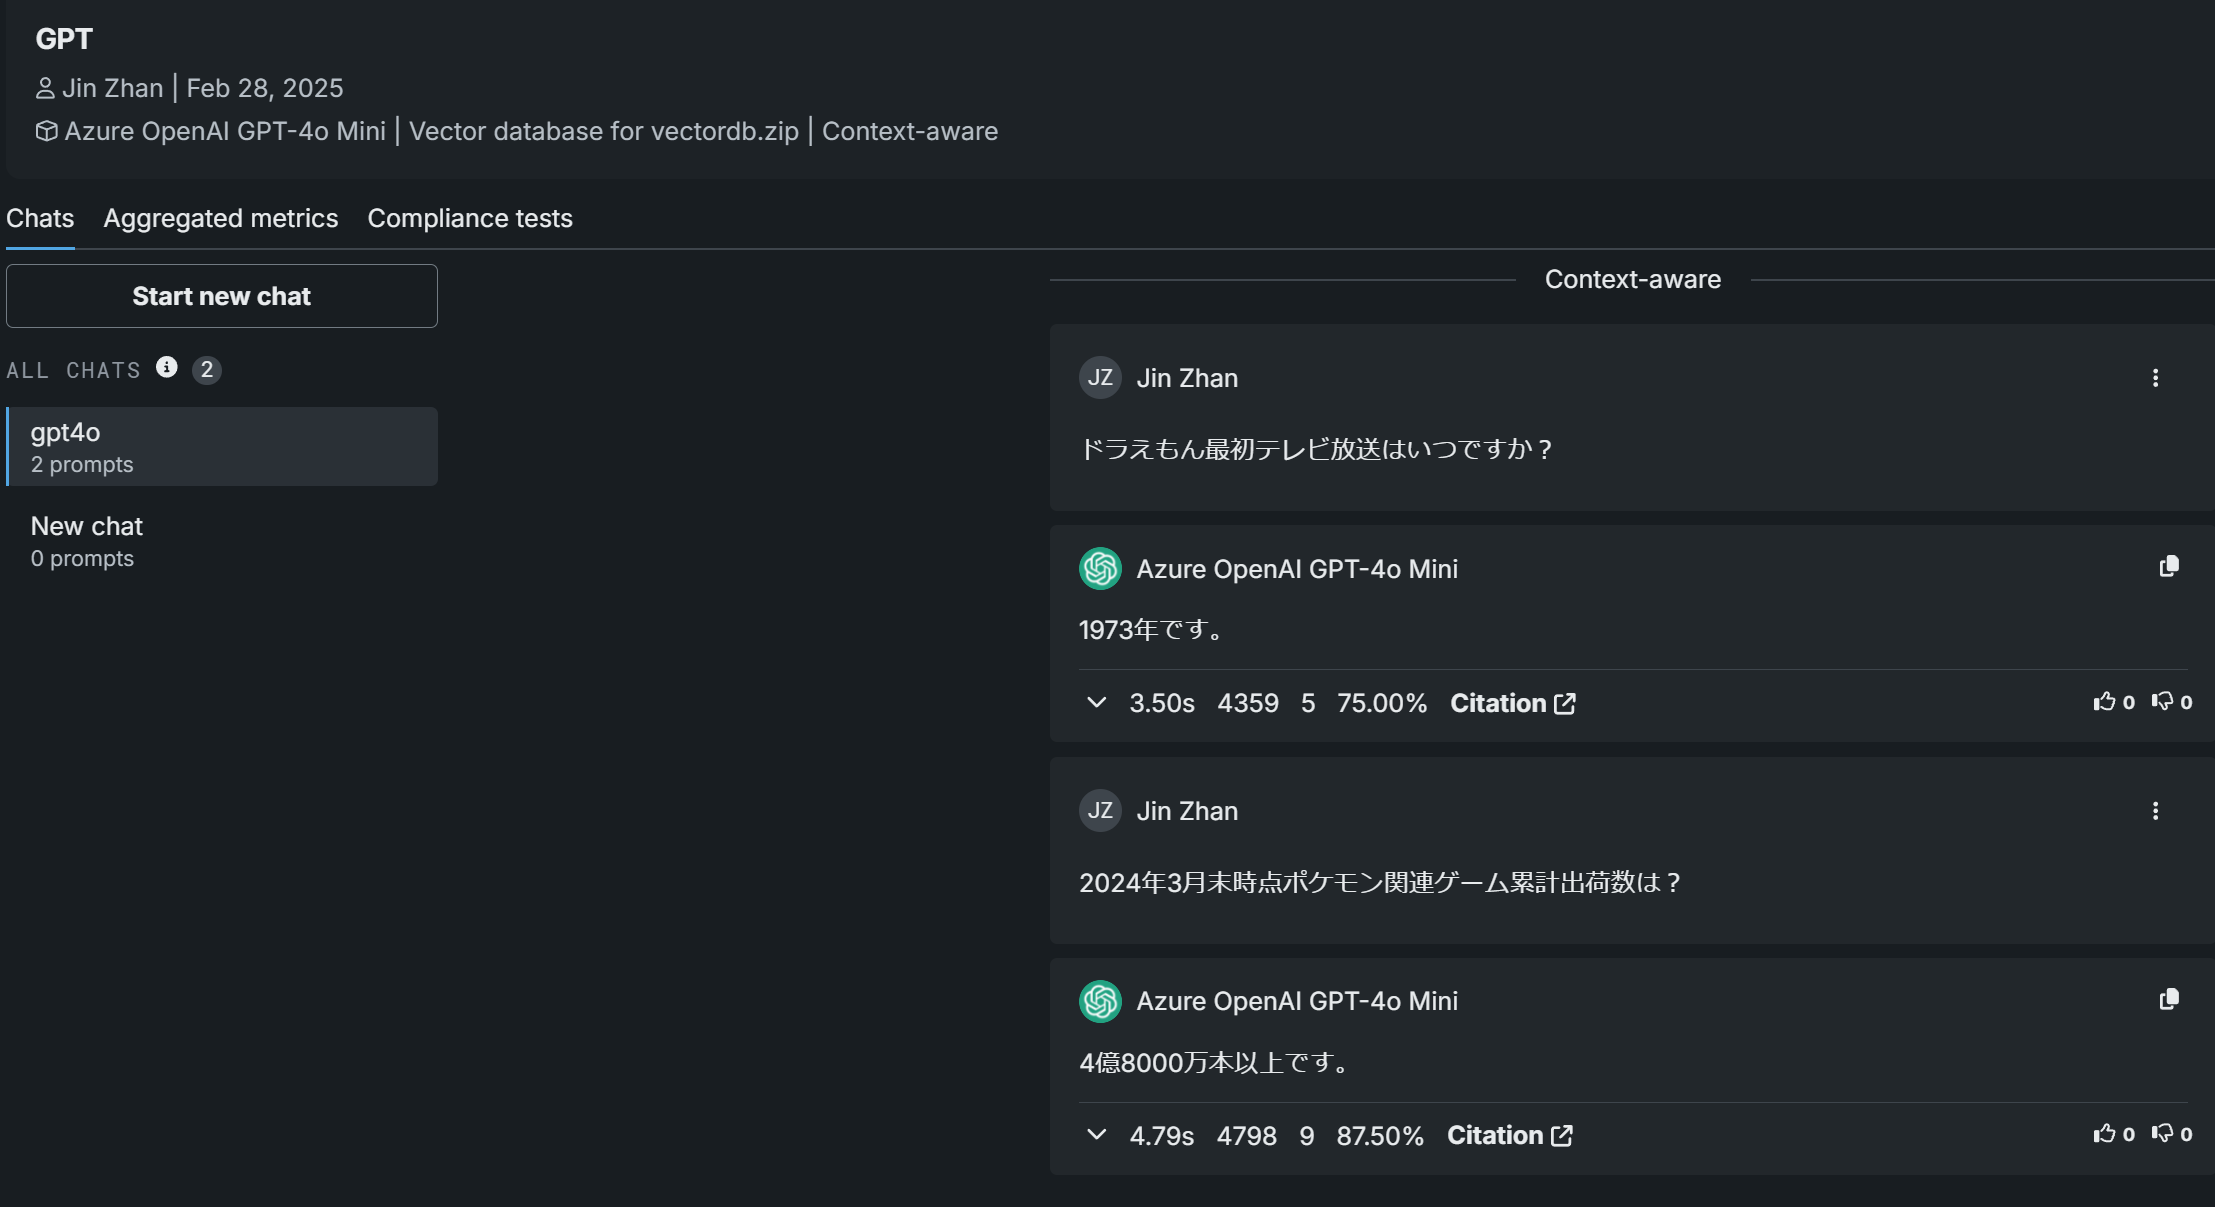 GPT
Jin Zhan | Feb 28, 2025
Azure OpenAI GPT-4o Mini | Vector database for vectordb.zip | Context-aware
Chats Aggregated metrics Compliance tests
Start new chat
ALL CHATS 2
gpt4o
2 prompts
New chat
0 prompts
Context-aware
JZ Jin Zhan
ドラえもん最初テレビ放送はいつですか？
Azure OpenAI GPT-4o Mini
1973年です。
3.50s 4359 5 75.00% Citation 0 0
JZ Jin Zhan
2024年3月末時点ポケモン関連ゲーム累計出荷数は？
Azure OpenAI GPT-4o Mini
4億8000万本以上です。
4.79s 4798 9 87.50% Citation 0 0